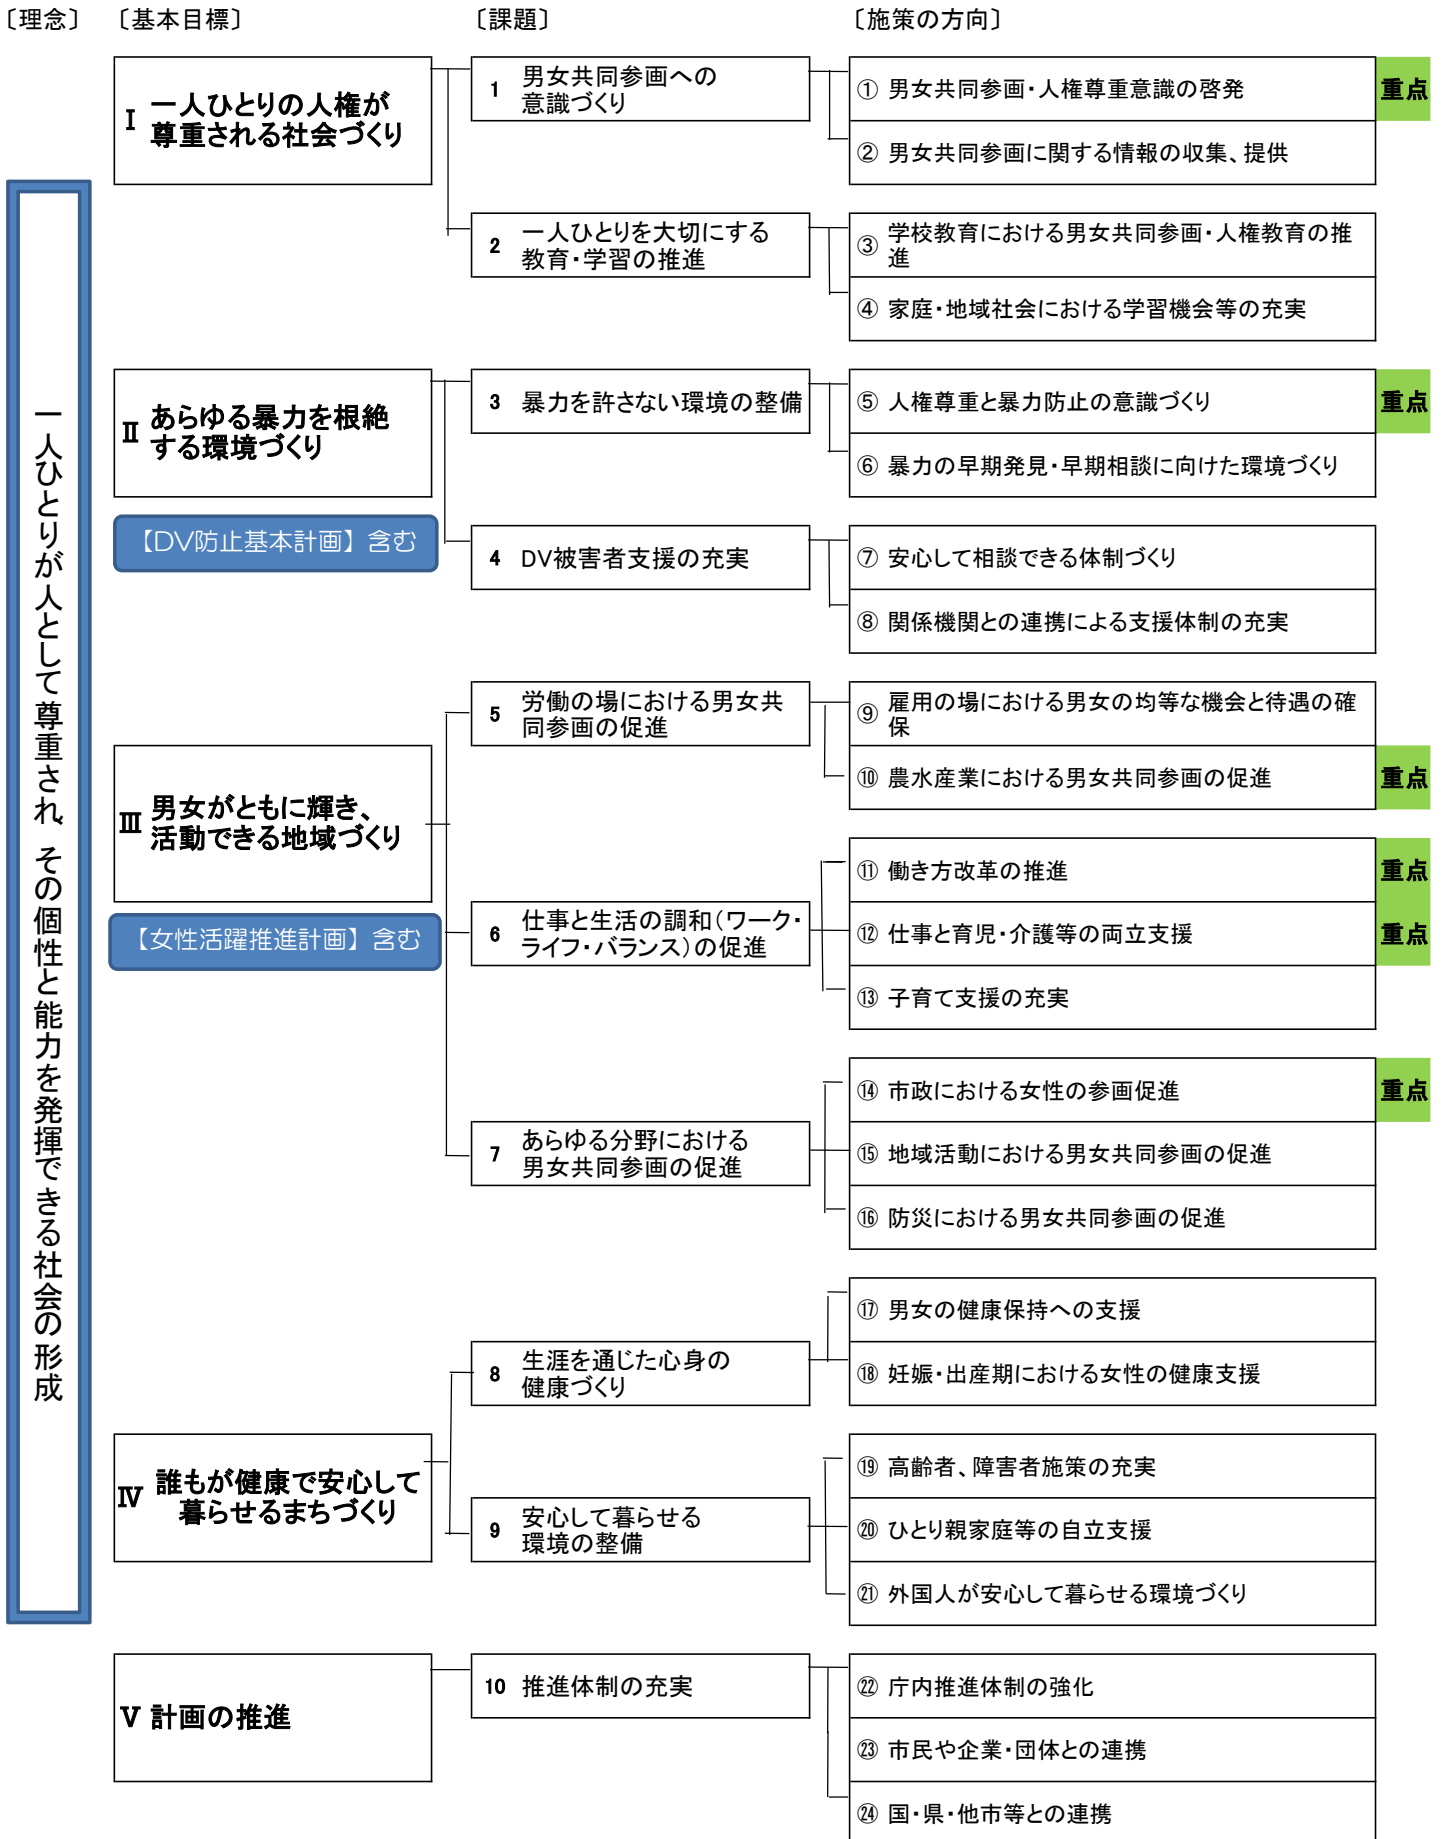 〔理念〕 〔基本目標〕 〔課題〕 〔施策の方向〕
一人ひとりが人として尊重され、その個性と能力を発揮できる社会の形成
Ⅰ 一人ひとりの人権が
尊重される社会づくり
1 男女共同参画への
意識づくり
① 男女共同参画・人権尊重意識の啓発 重点
② 男女共同参画に関する情報の収集、提供
2 一人ひとりを大切にする
教育・学習の推進
③ 学校教育における男女共同参画・人権教育の推
進
④ 家庭・地域社会における学習機会等の充実
Ⅱ あらゆる暴力を根絶
する環境づくり
【DV防止基本計画】含む
3 暴力を許さない環境の整備
⑤ 人権尊重と暴力防止の意識づくり 重点
⑥ 暴力の早期発見・早期相談に向けた環境づくり
4 DV被害者支援の充実
⑦ 安心して相談できる体制づくり
⑧ 関係機関との連携による支援体制の充実
Ⅲ 男女がともに輝き、
活動できる地域づくり
【女性活躍推進計画】含む
5 労働の場における男女共
同参画の促進
⑨ 雇用の場における男女の均等な機会と待遇の確
保
⑩ 農水産業における男女共同参画の促進 重点
6 仕事と生活の調和（ワーク・
ライフ・バランス）の促進
⑪ 働き方改革の推進 重点
⑫ 仕事と育児・介護等の両立支援 重点
⑬ 子育て支援の充実
7 あらゆる分野における
男女共同参画の促進
⑭ 市政における女性の参画促進 重点
⑮ 地域活動における男女共同参画の促進
⑯ 防災における男女共同参画の促進
Ⅳ 誰もが健康で安心して
暮らせるまちづくり
8 生涯を通じた心身の
健康づくり
⑰ 男女の健康保持への支援
⑱ 妊娠・出産期における女性の健康支援
9 安心して暮らせる
環境の整備
⑲ 高齢者、障害者施策の充実
⑳ ひとり親家庭等の自立支援
㉑ 外国人が安心して暮らせる環境づくり
Ⅴ 計画の推進
10 推進体制の充実
㉒ 庁内推進体制の強化
㉓ 市民や企業・団体との連携
㉔ 国・県・他市等との連携